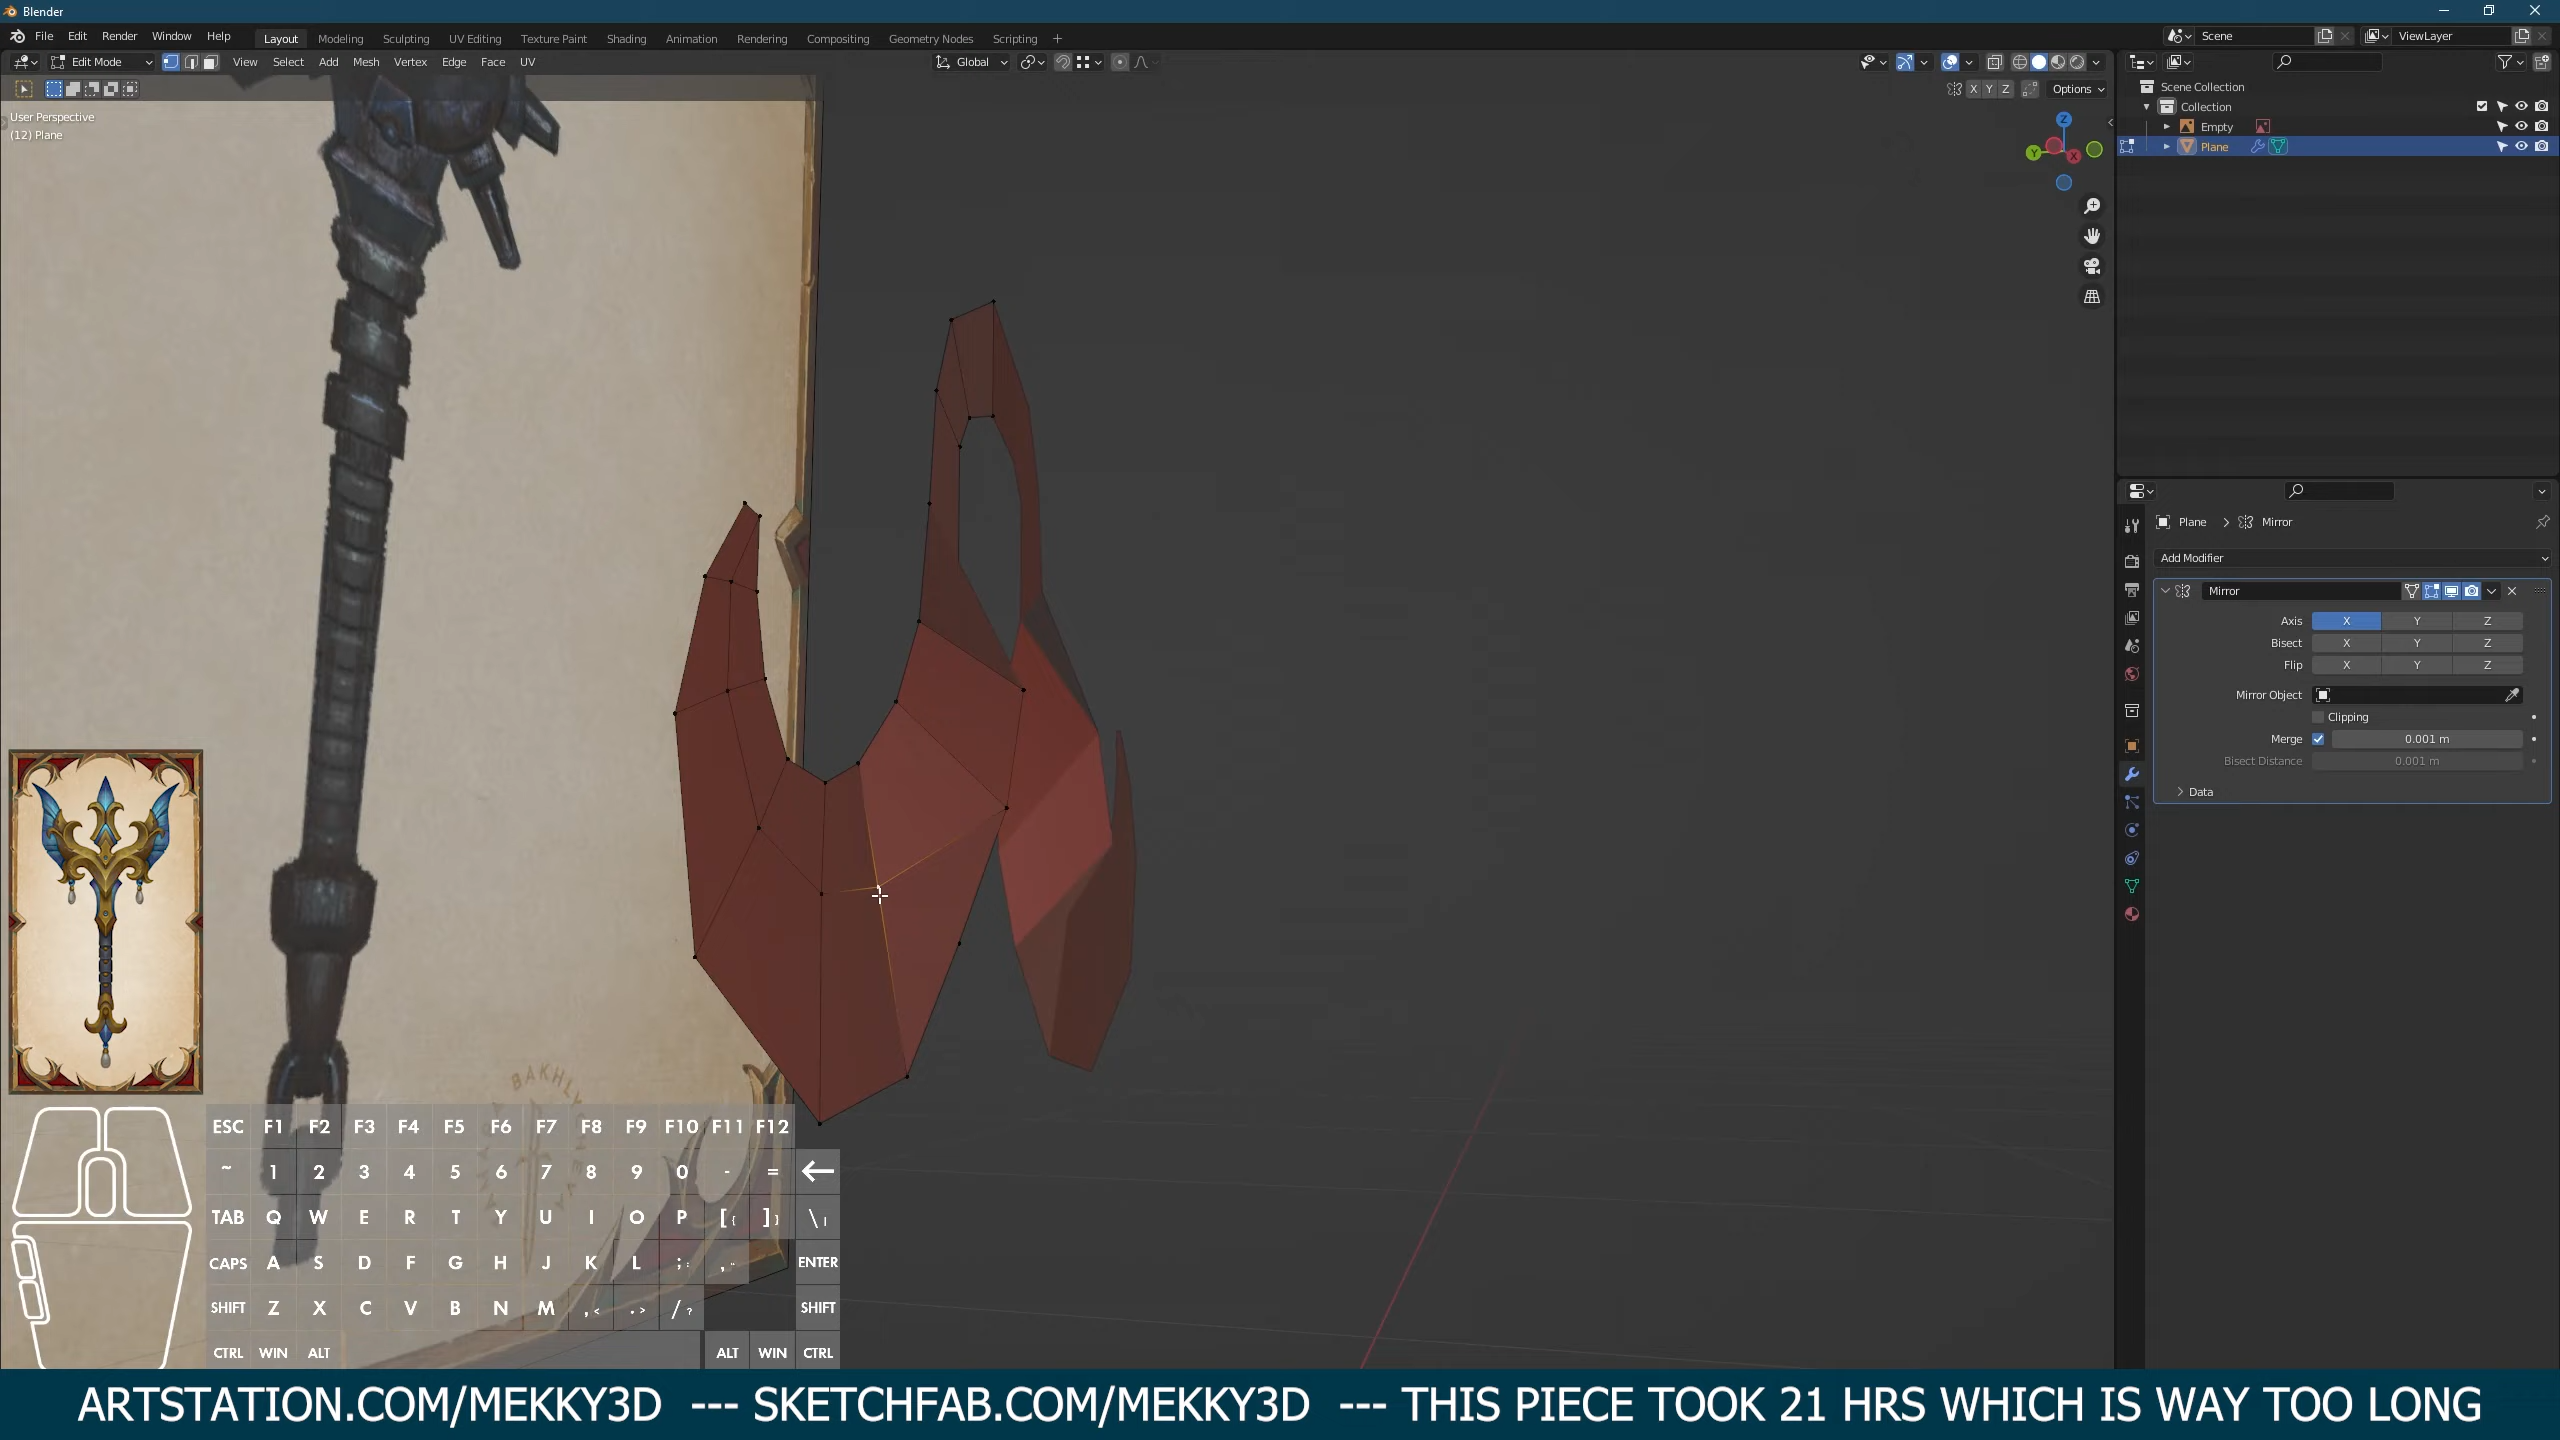 Blender
File Edit Render Window Help Layout Modeling Sculpting UV Editing Texture Paint Shading Animation Rendering Compositing Geometry Nodes Scripting + Scene ViewLayer
Edit Mode View Select Add Mesh Vertex Edge Face UV Global
X Y Z Options
User Perspective
(12) Plane
Z
Y X
Scene Collection
Collection
Empty
Plane
Plane > Mirror
Add Modifier
Mirror
Axis X Y Z
Bisect X Y Z
Flip X Y Z
Mirror Object
Clipping
Merge 0.001 m
Bisect Distance 0.001 m
Data
ESC F1 F2 F3 F4 F5 F6 F7 F8 F9 F10 F11 F12
~ 1 2 3 4 5 6 7 8 9 0 - =
TAB Q W E R T Y U I O P [ { ] } \ |
CAPS A S D F G H J K L ; : , " ENTER
SHIFT Z X C V B N M , < . > / ? SHIFT
CTRL WIN ALT ALT WIN CTRL
ARTSTATION.COM/MEKKY3D --- SKETCHFAB.COM/MEKKY3D --- THIS PIECE TOOK 21 HRS WHICH IS WAY TOO LONG